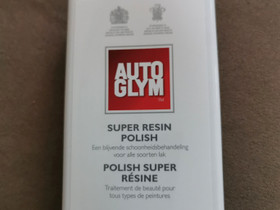 AUTO
GLYM
SUPER RESIN
POLISH
Een blijvende schoonheidsbehandeling
voor alle soorten lak
POLISH SUPER
RÉSINE
Traitement de beauté pour
tous types de peintures.